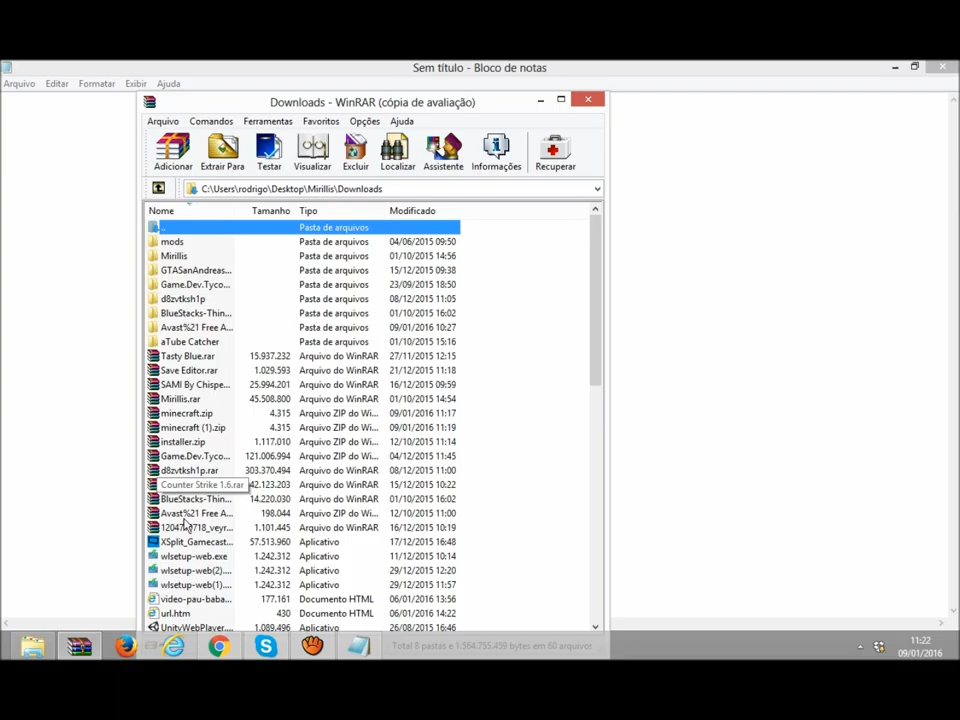 Sem título - Bloco de notas
Arquivo Editar Formatar Exibir Ajuda
Downloads - WinRAR (cópia de avaliação)
Arquivo Comandos Ferramentas Favoritos Opções Ajuda
Adicionar Extrair Para Testar Visualizar Excluir Localizar Assistente Informações Recuperar
C:\Users\rodrigo\Desktop\Mirillis\Downloads
Nome Tamanho Tipo Modificado
.. Pasta de arquivos
mods Pasta de arquivos 04/06/2015 09:50
Mirillis Pasta de arquivos 01/10/2015 14:56
GTASanAndreas... Pasta de arquivos 15/12/2015 09:38
Game.Dev.Tyco... Pasta de arquivos 23/09/2015 18:50
d8zvtksh1p Pasta de arquivos 08/12/2015 11:05
BlueStacks-Thin... Pasta de arquivos 01/10/2015 16:02
Avast%21 Free A... Pasta de arquivos 09/01/2016 10:27
aTube Catcher Pasta de arquivos 01/10/2015 15:16
Tasty Blue.rar 15.937.232 Arquivo do WinRAR 27/11/2015 12:15
Save Editor.rar 1.029.593 Arquivo do WinRAR 21/12/2015 11:18
SAMI By Chispe... 25.994.201 Arquivo do WinRAR 16/12/2015 09:59
Mirillis.rar 45.508.800 Arquivo do WinRAR 01/10/2015 14:54
minecraft.zip 4.315 Arquivo ZIP do Wi... 09/01/2016 11:17
minecraft (1).zip 4.315 Arquivo ZIP do Wi... 09/01/2016 11:19
installer.zip 1.117.010 Arquivo ZIP do Wi... 12/10/2015 11:14
Game.Dev.Tyco... 121.006.994 Arquivo ZIP do Wi... 04/12/2015 11:45
d8zvtksh1p.rar 303.370.494 Arquivo do WinRAR 08/12/2015 11:00
Counter Strike 1.6.rar 42.123.203 Arquivo do WinRAR 15/12/2015 10:22
BlueStacks-Thin... 14.220.030 Arquivo do WinRAR 01/10/2015 16:02
Avast%21 Free A... 198.044 Arquivo ZIP do Wi... 12/10/2015 11:00
1.101.445 Arquivo do WinRAR 16/12/2015 10:19
XSplit_Gamecast... 57.513.960 Aplicativo 17/12/2015 16:48
wlsetup-web.exe 1.242.312 Aplicativo 11/12/2015 10:14
wlsetup-web(2).... 1.242.312 Aplicativo 29/12/2015 12:20
wlsetup-web(1).... 1.242.312 Aplicativo 29/12/2015 11:57
video-pau-baba... 177.161 Documento HTML 06/01/2016 13:56
url.htm 430 Documento HTML 06/01/2016 14:22
UnityWebPlayer... 1.089.496 Aplicativo 26/08/2015 16:46
Total 8 pastas e 1.564.755.459 bytes em 60 arquivos
11:22
09/01/2016